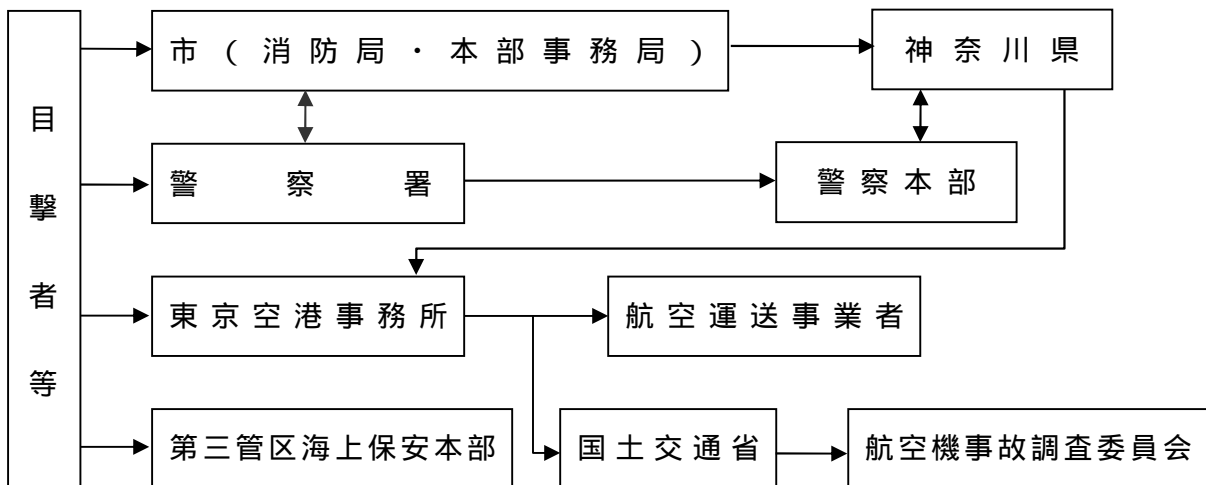 目撃者等
市(消防局・本部事務局)
神奈川県
警察署
警察本部
東京空港事務所
航空運送事業者
第三管区海上保安本部
国土交通省
航空機事故調査委員会